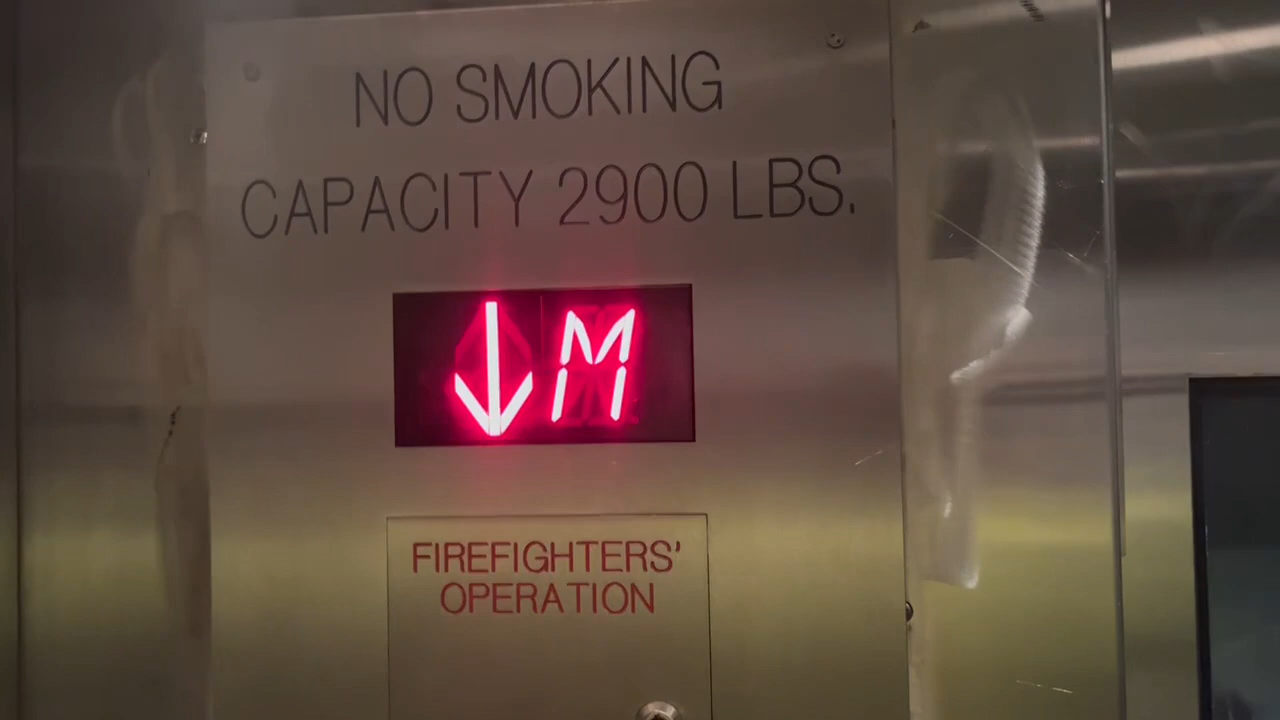 NO SMOKING
CAPACITY 2900 LBS.
↓ M
FIREFIGHTERS'
OPERATION